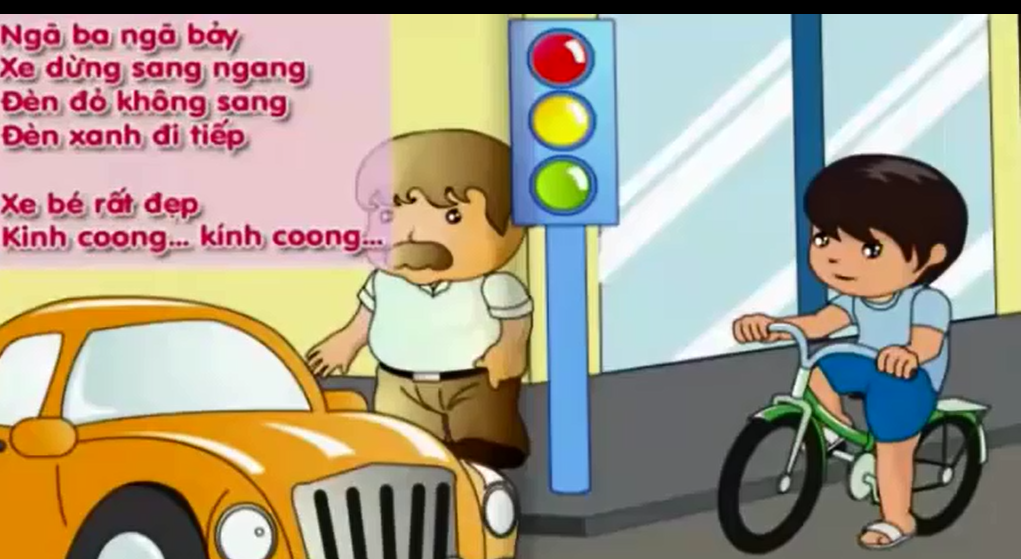 Ngã ba ngã bảy
Xe dừng sang ngang
Đèn đỏ không sang
Đèn xanh đi tiếp
Xe bé rất đẹp
Kinh coong... kính coong...